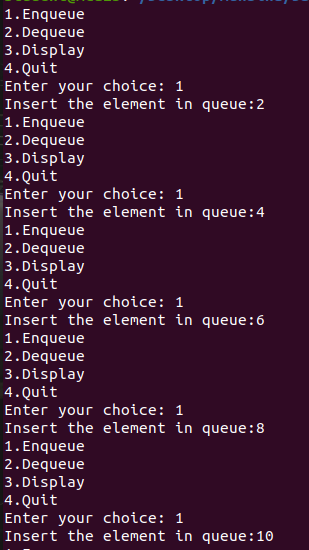 1.Enqueue
2.Dequeue
3.Display
4.Quit
Enter your choice: 1
Insert the element in queue:2
1.Enqueue
2.Dequeue
3.Display
4.Quit
Enter your choice: 1
Insert the element in queue:4
1.Enqueue
2.Dequeue
3.Display
4.Quit
Enter your choice: 1
Insert the element in queue:6
1.Enqueue
2.Dequeue
3.Display
4.Quit
Enter your choice: 1
Insert the element in queue:8
1.Enqueue
2.Dequeue
3.Display
4.Quit
Enter your choice: 1
Insert the element in queue:10